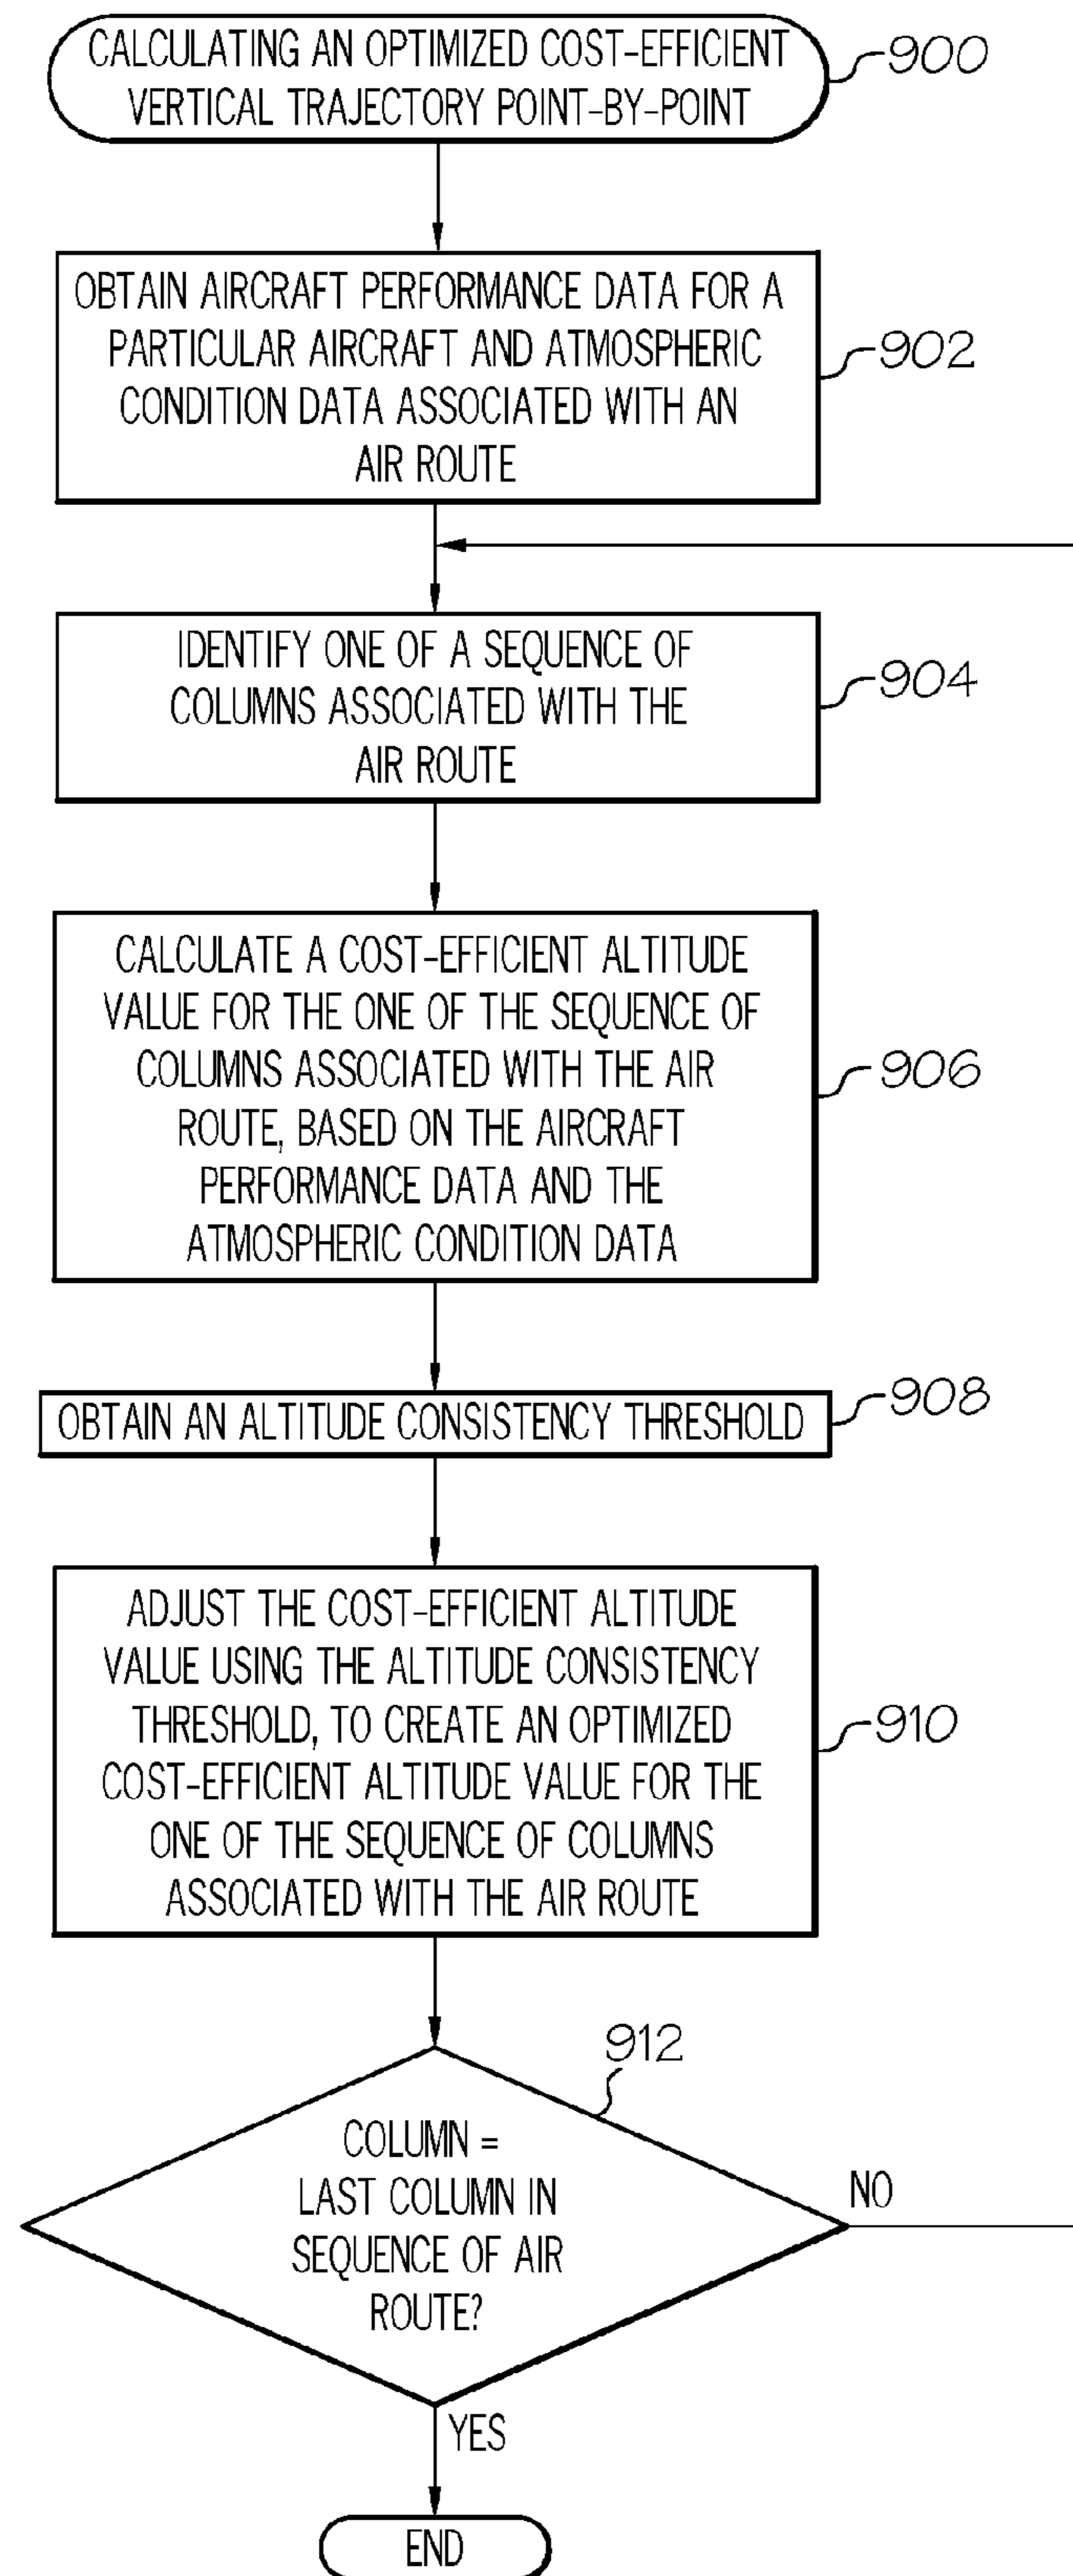 CALCULATING AN OPTIMIZED COST-EFFICIENT
VERTICAL TRAJECTORY POINT-BY-POINT
900
OBTAIN AIRCRAFT PERFORMANCE DATA FOR A
PARTICULAR AIRCRAFT AND ATMOSPHERIC
CONDITION DATA ASSOCIATED WITH AN
AIR ROUTE
902
IDENTIFY ONE OF A SEQUENCE OF
COLUMNS ASSOCIATED WITH THE
AIR ROUTE
904
CALCULATE A COST-EFFICIENT ALTITUDE
VALUE FOR THE ONE OF THE SEQUENCE OF
COLUMNS ASSOCIATED WITH THE AIR
ROUTE, BASED ON THE AIRCRAFT
PERFORMANCE DATA AND THE
ATMOSPHERIC CONDITION DATA
906
OBTAIN AN ALTITUDE CONSISTENCY THRESHOLD
908
ADJUST THE COST-EFFICIENT ALTITUDE
VALUE USING THE ALTITUDE CONSISTENCY
THRESHOLD, TO CREATE AN OPTIMIZED
COST-EFFICIENT ALTITUDE VALUE FOR THE
ONE OF THE SEQUENCE OF COLUMNS
ASSOCIATED WITH THE AIR ROUTE
910
912
COLUMN =
LAST COLUMN IN
SEQUENCE OF AIR
ROUTE?
NO
YES
END